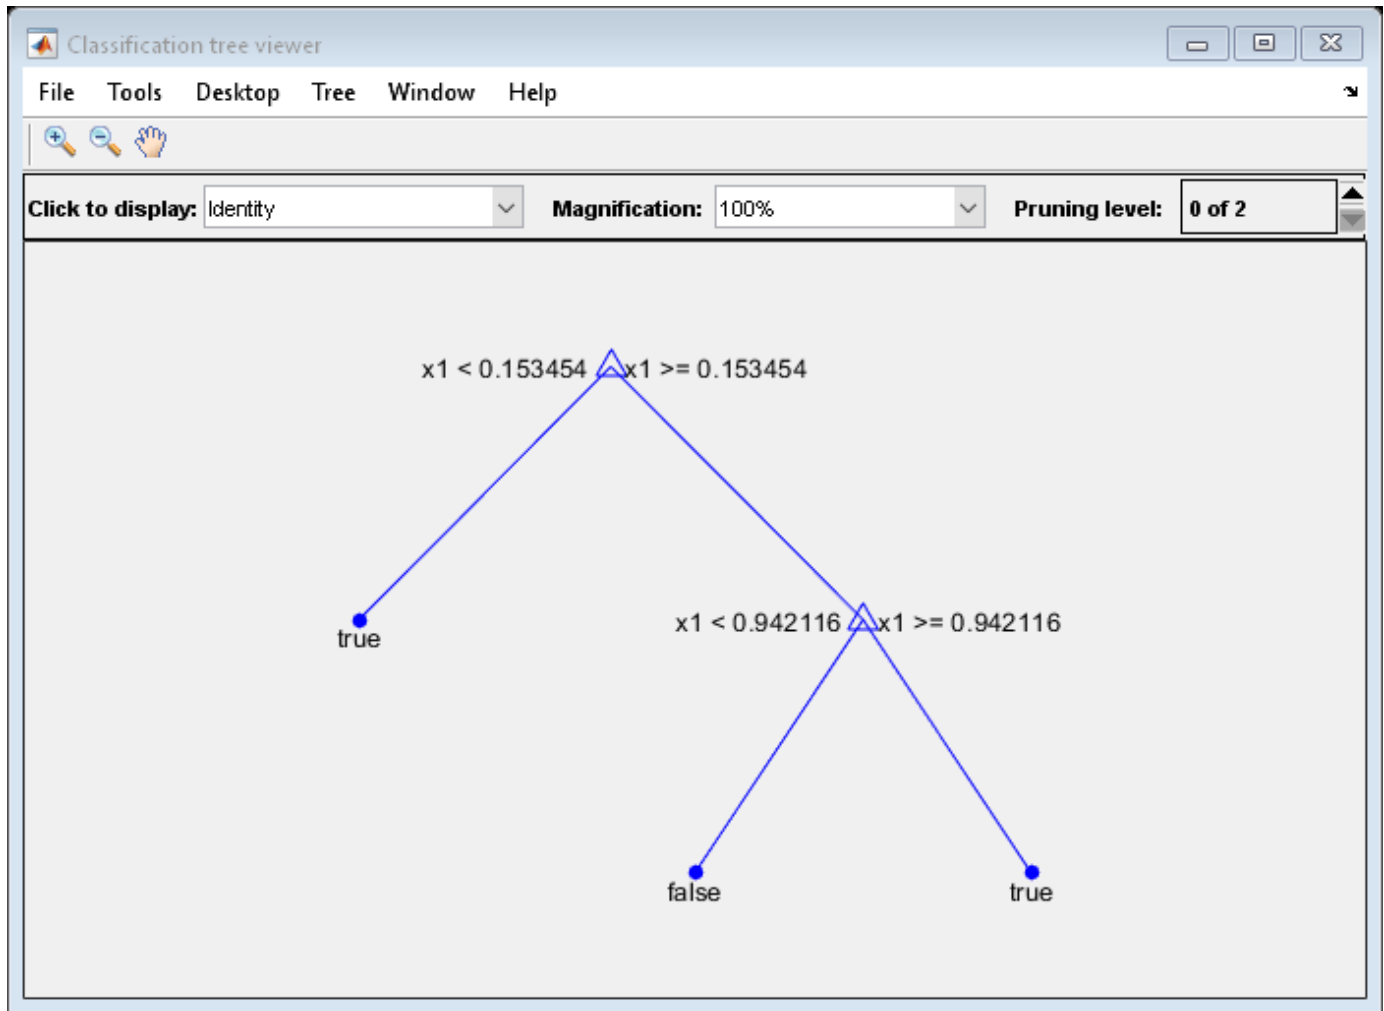 Classification tree viewer
File Tools Desktop Tree Window Help
Click to display: Identity Magnification: 100% Pruning level: 0 of 2
x1 < 0.153454 x1 >= 0.153454
true
x1 < 0.942116 x1 >= 0.942116
false
true